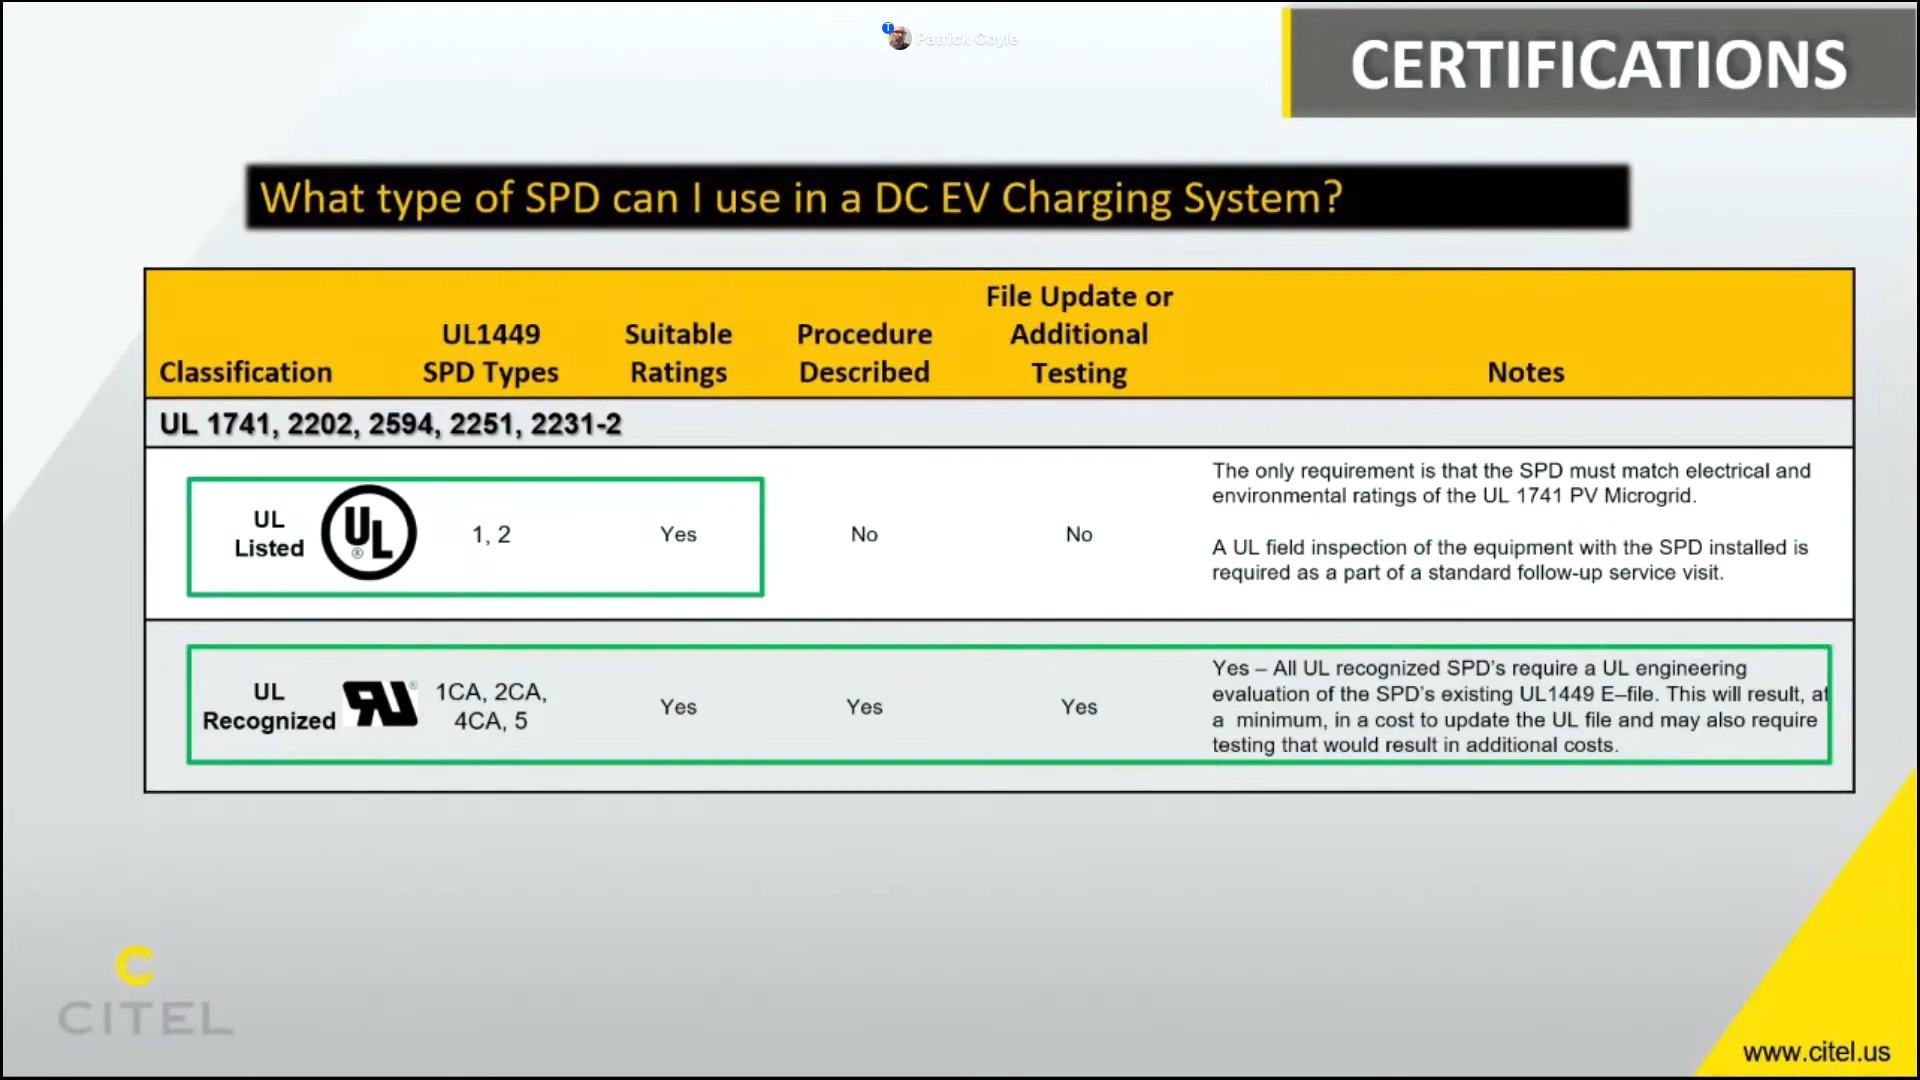 T
Patrick Coyle
CERTIFICATIONS
What type of SPD can I use in a DC EV Charging System?
Classification
UL1449
SPD Types
Suitable
Ratings
Procedure
Described
File Update or
Additional
Testing
Notes
UL 1741, 2202, 2594, 2251, 2231-2
UL
Listed
UL
®
1, 2
Yes
No
No
The only requirement is that the SPD must match electrical and
environmental ratings of the UL 1741 PV Microgrid.
A UL field inspection of the equipment with the SPD installed is
required as a part of a standard follow-up service visit.
UL
Recognized
®
1CA, 2CA,
4CA, 5
Yes
Yes
Yes
Yes – All UL recognized SPD's require a UL engineering
evaluation of the SPD's existing UL1449 E–file. This will result, at
a minimum, in a cost to update the UL file and may also require
testing that would result in additional costs.
C
CITEL
www.citel.us